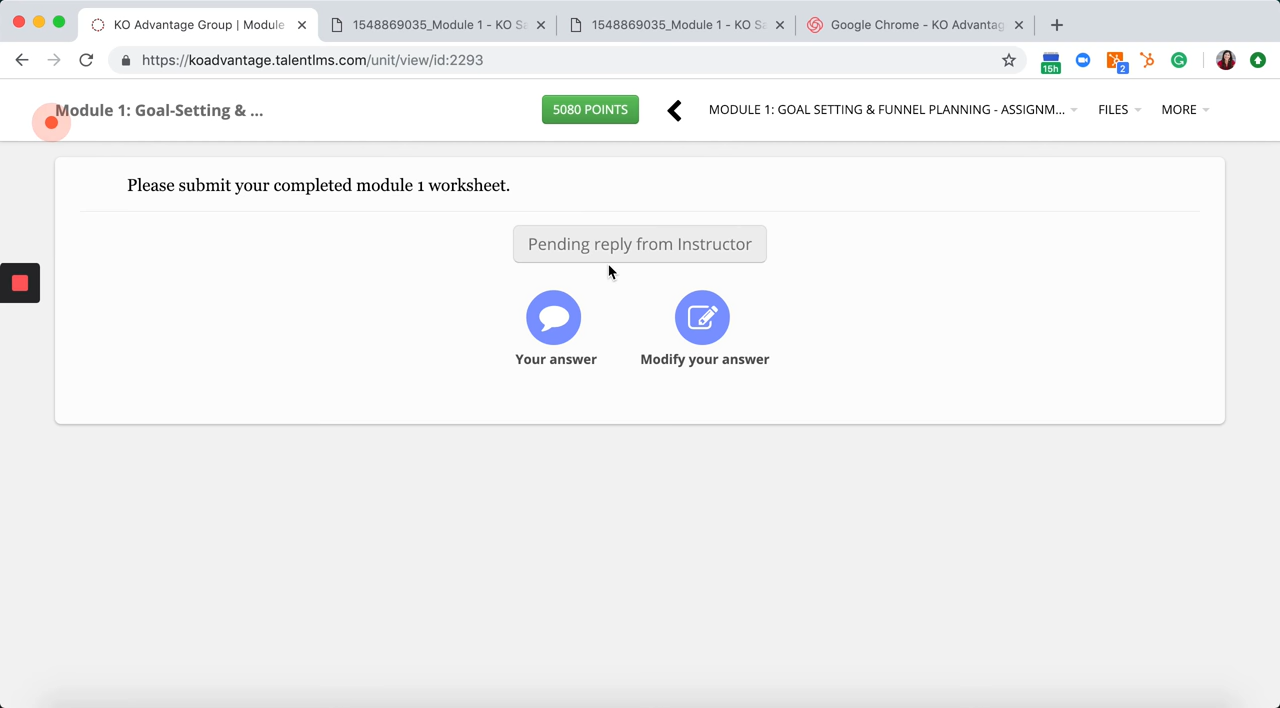 KO Advantage Group | Module
1548869035_Module 1 - KO Sa
1548869035_Module 1 - KO Sa
Google Chrome - KO Advantag
https://koadvantage.talentlms.com/unit/view/id:2293
15h
2
Module 1: Goal-Setting & ...
5080 POINTS
MODULE 1: GOAL SETTING & FUNNEL PLANNING - ASSIGNM...
FILES
MORE
Please submit your completed module 1 worksheet.
Pending reply from Instructor
Your answer
Modify your answer